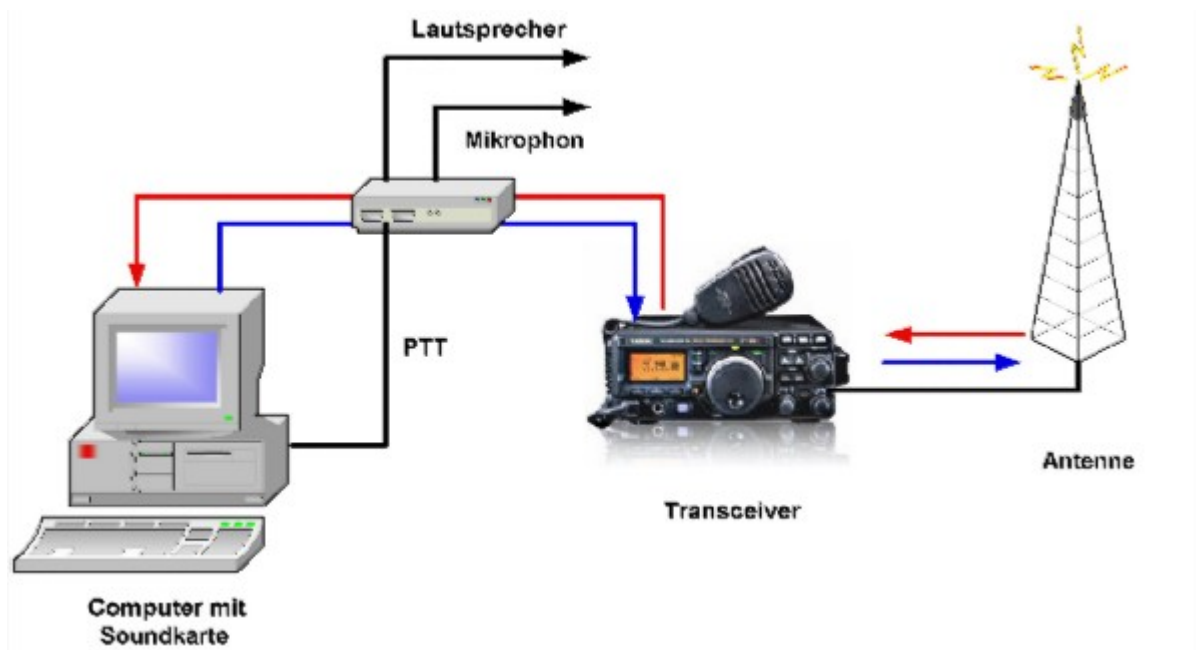 Lautsprecher
Mikrophon
PTT
Antenne
Transceiver
Computer mit
Soundkarte